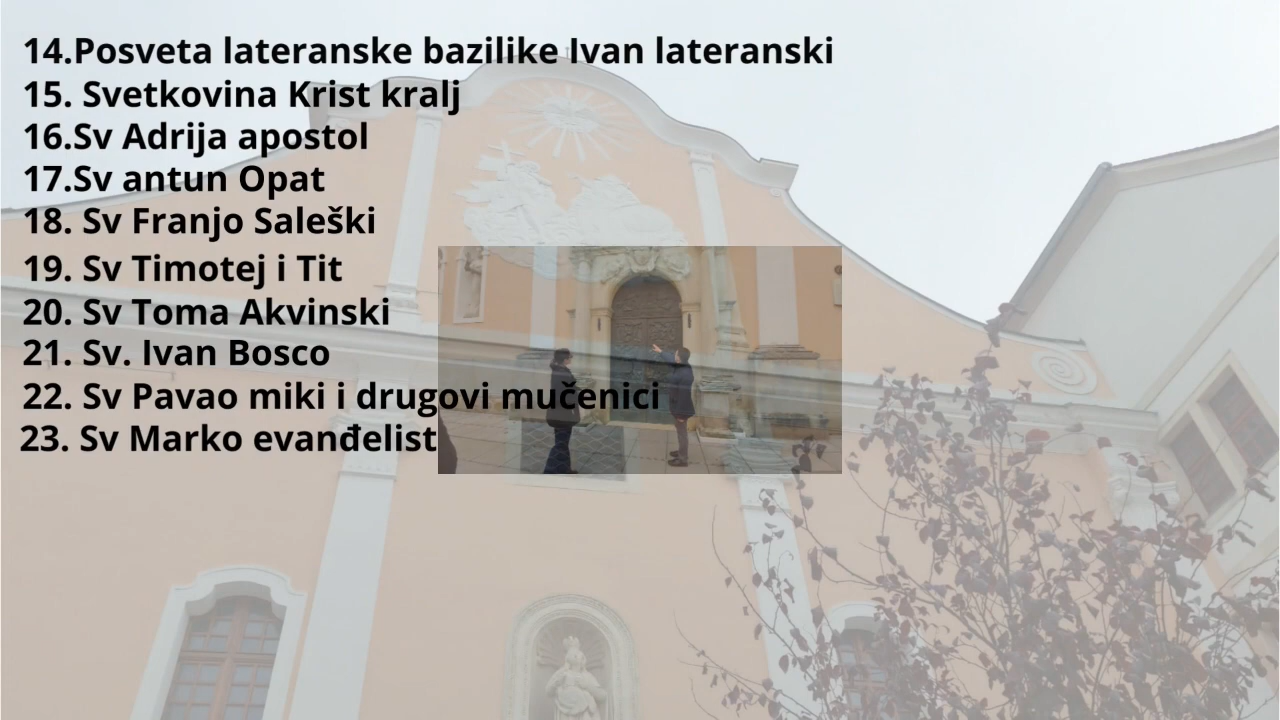 14.Posveta lateranske bazilike Ivan lateranski
15. Svetkovina Krist kralj
16.Sv Adrija apostol
17.Sv antun Opat
18. Sv Franjo Saleški
19. Sv Timotej i Tit
20. Sv Toma Akvinski
21. Sv. Ivan Bosco
22. Sv Pavao miki i drugovi mučenici
23. Sv Marko evanđelist